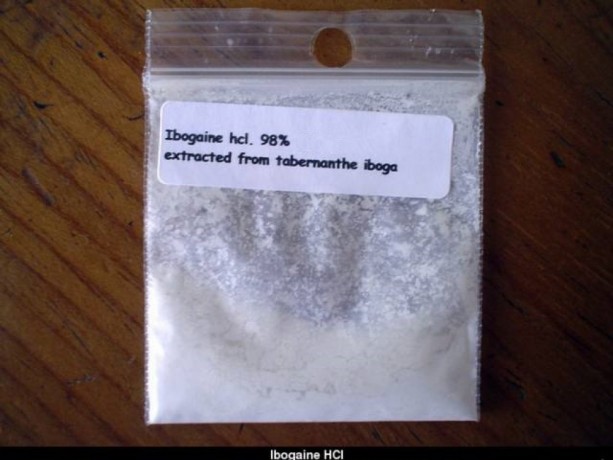 Ibogaine hcl. 98%
extracted from tabernanthe iboga
Ibogaine HCl